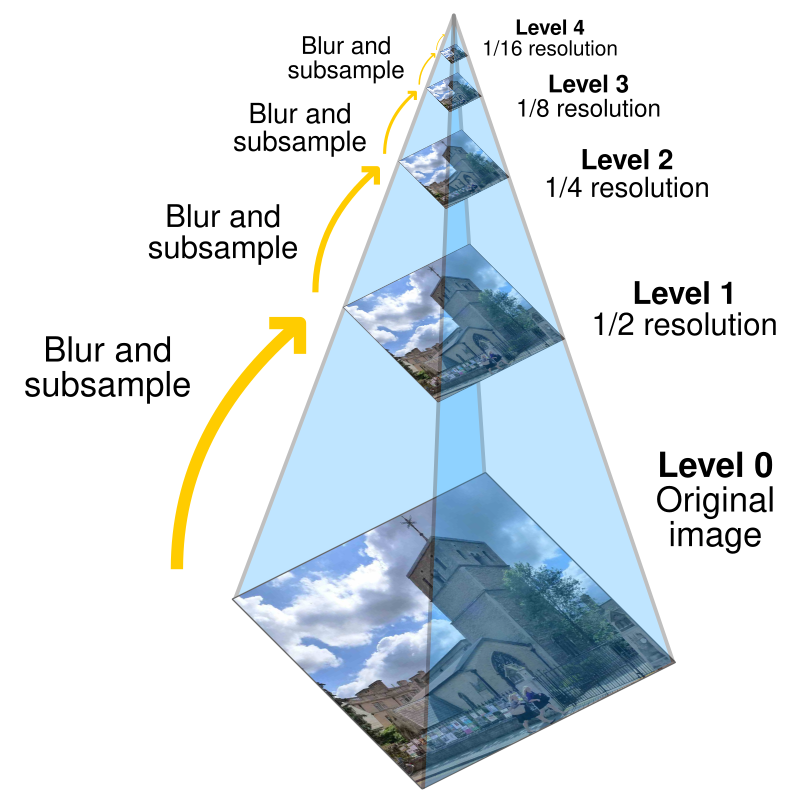 Level 4
1/16 resolution
Blur and
subsample
Level 3
1/8 resolution
Blur and
subsample
Level 2
1/4 resolution
Blur and
subsample
Level 1
1/2 resolution
Blur and
subsample
Level 0
Original
image